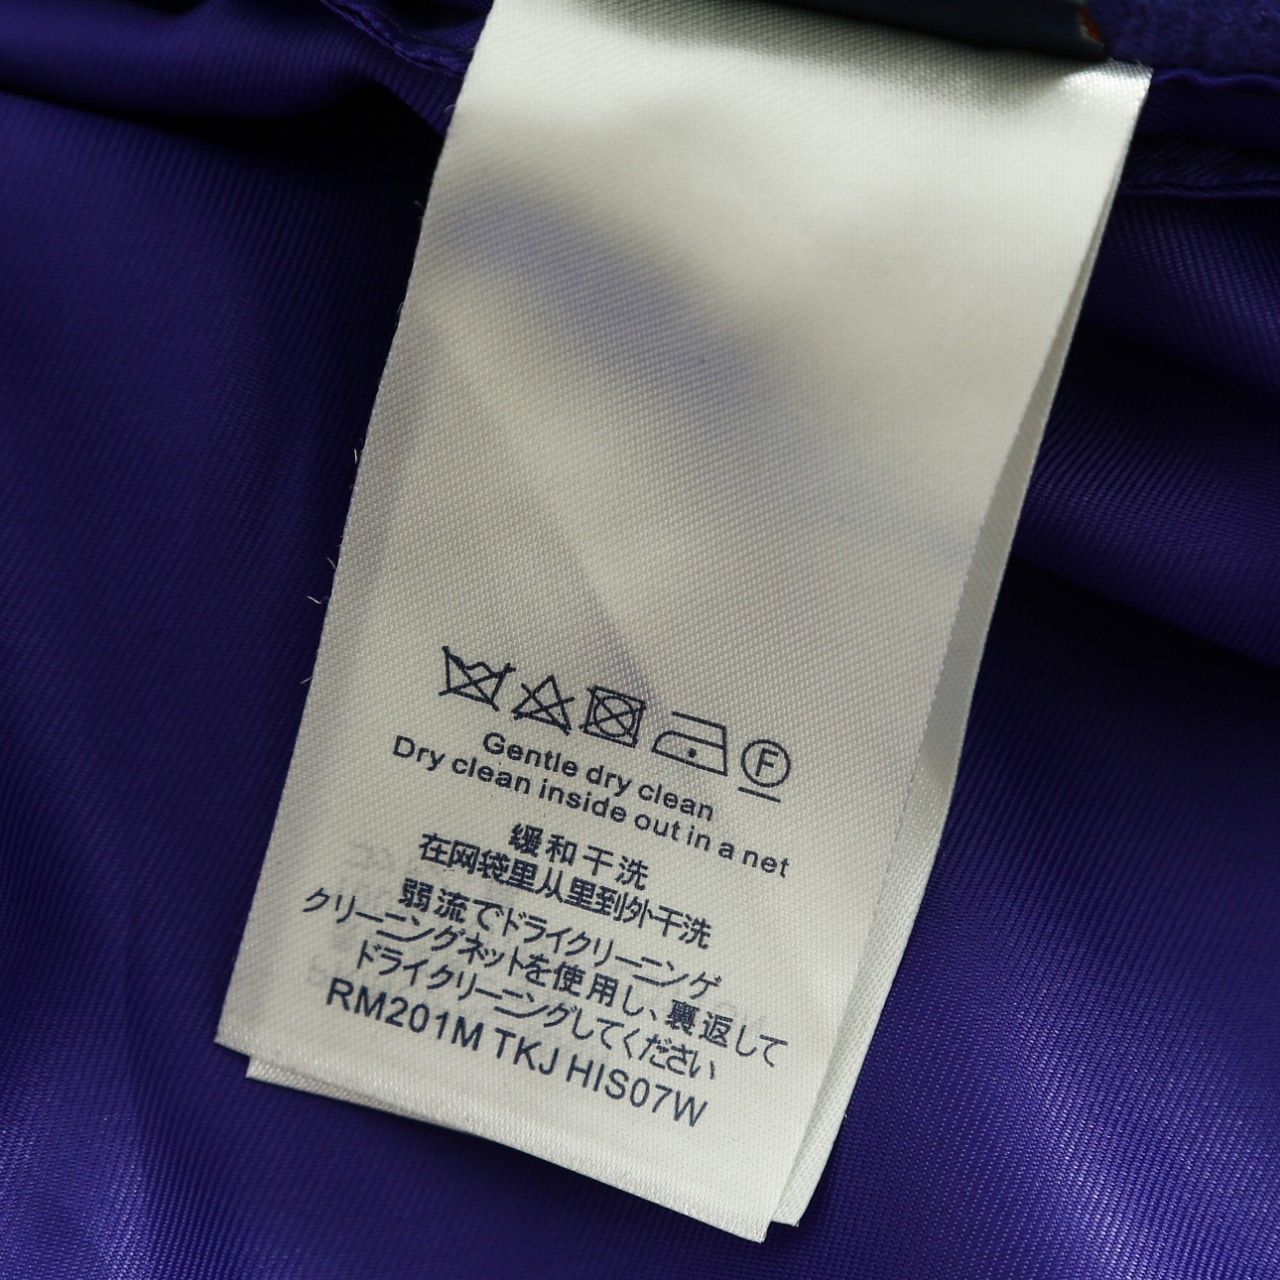 F
Gentle dry clean
Dry clean inside out in a net
缓和干洗
在网袋里从里到外干洗
弱流でドライクリーニング
クリーニングネットを使用し、裏返して
ドライクリーニングしてください
RM201M TKJ HIS07W